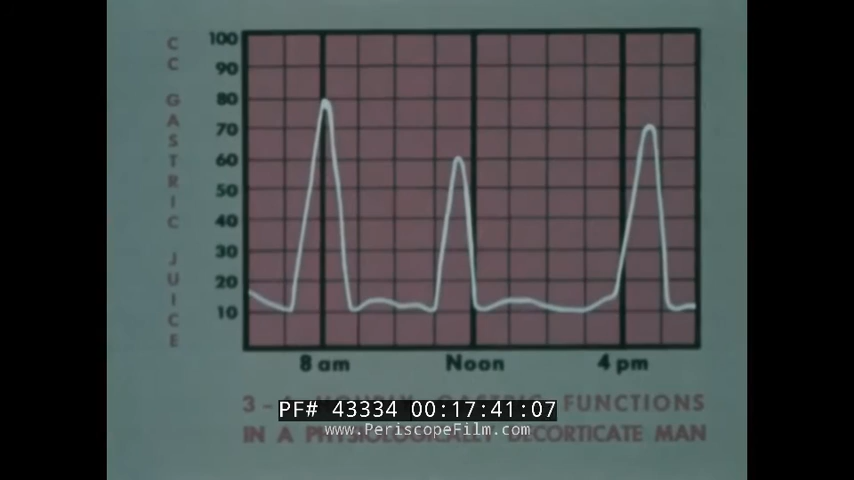 CC GASTRIC JUICE
100
90
80
70
60
50
40
30
20
10
8 am Noon 4 pm
3 - FUNCTIONS
IN A PHYSIOLOGICALLY DECORTICATE MAN
PF# 43334 00:17:41:07
www.PeriscopeFilm.com